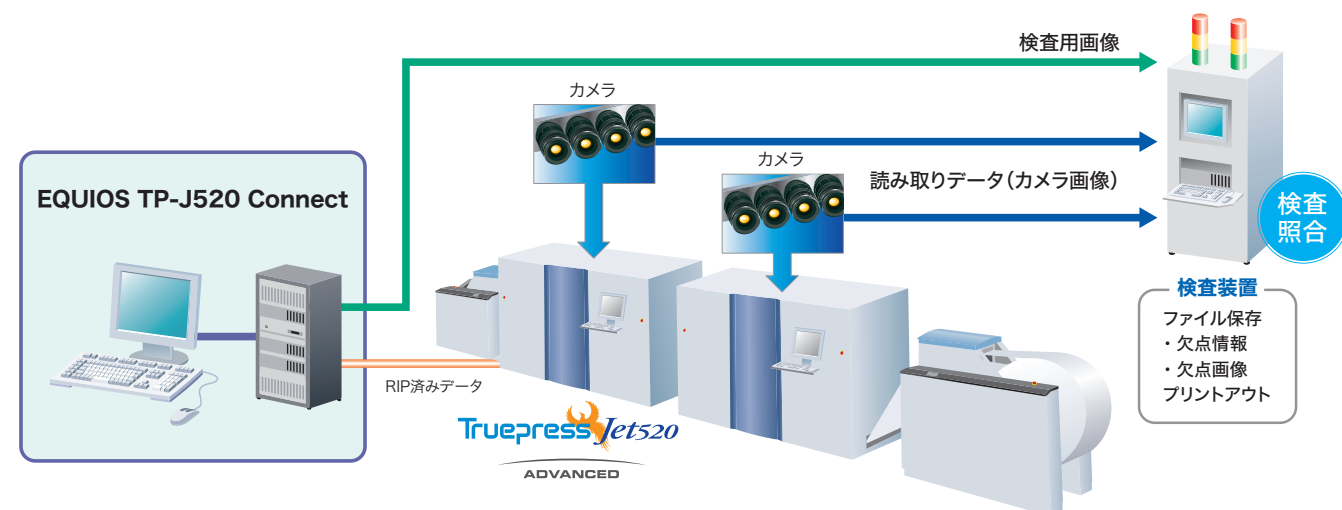 検査用画像
カメラ
カメラ
読み取りデータ(カメラ画像)
EQUIOS TP-J520 Connect
検査
照合
検査装置
ファイル保存
・欠点情報
・欠点画像
プリントアウト
RIP済みデータ
Truepress Jet520
ADVANCED